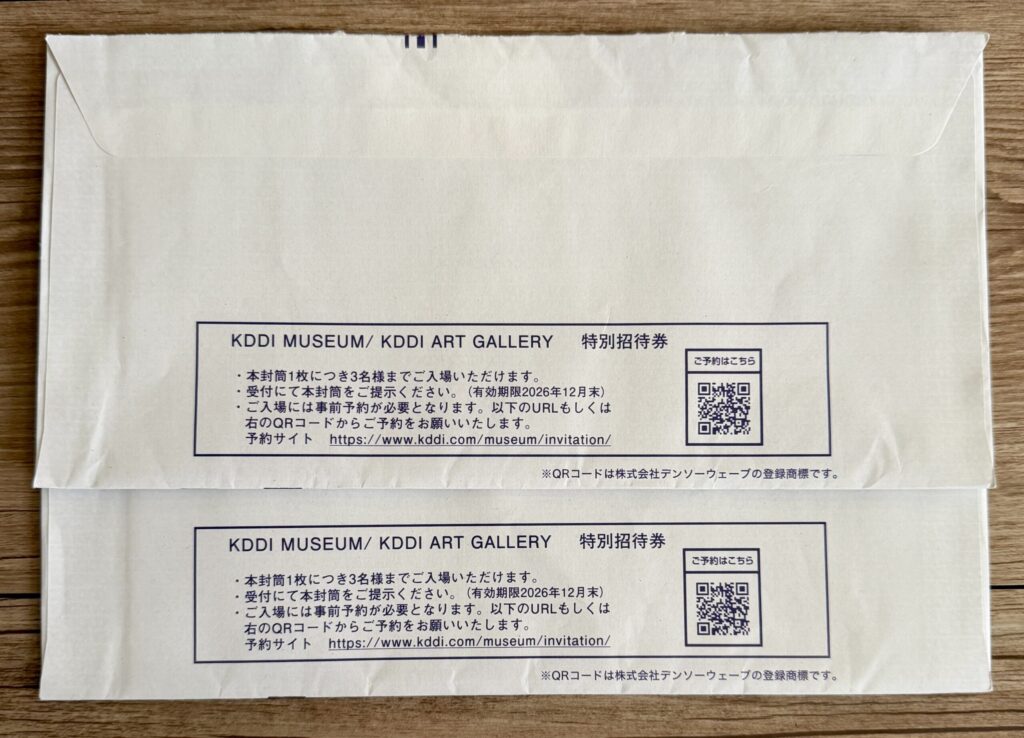 KDDI MUSEUM/ KDDI ART GALLERY 特別招待券
ご予約はこちら
・本封筒1枚につき3名様までご入場いただけます。
・受付にて本封筒をご提示ください。（有効期限2026年12月末）
・ご入場には事前予約が必要となります。以下のURLもしくは
右のQRコードからご予約をお願いいたします。
予約サイト https://www.kddi.com/museum/invitation/
※QRコードは株式会社デンソーウェーブの登録商標です。
KDDI MUSEUM/ KDDI ART GALLERY 特別招待券
ご予約はこちら
・本封筒1枚につき3名様までご入場いただけます。
・受付にて本封筒をご提示ください。（有効期限2026年12月末）
・ご入場には事前予約が必要となります。以下のURLもしくは
右のQRコードからご予約をお願いいたします。
予約サイト https://www.kddi.com/museum/invitation/
※QRコードは株式会社デンソーウェーブの登録商標です。